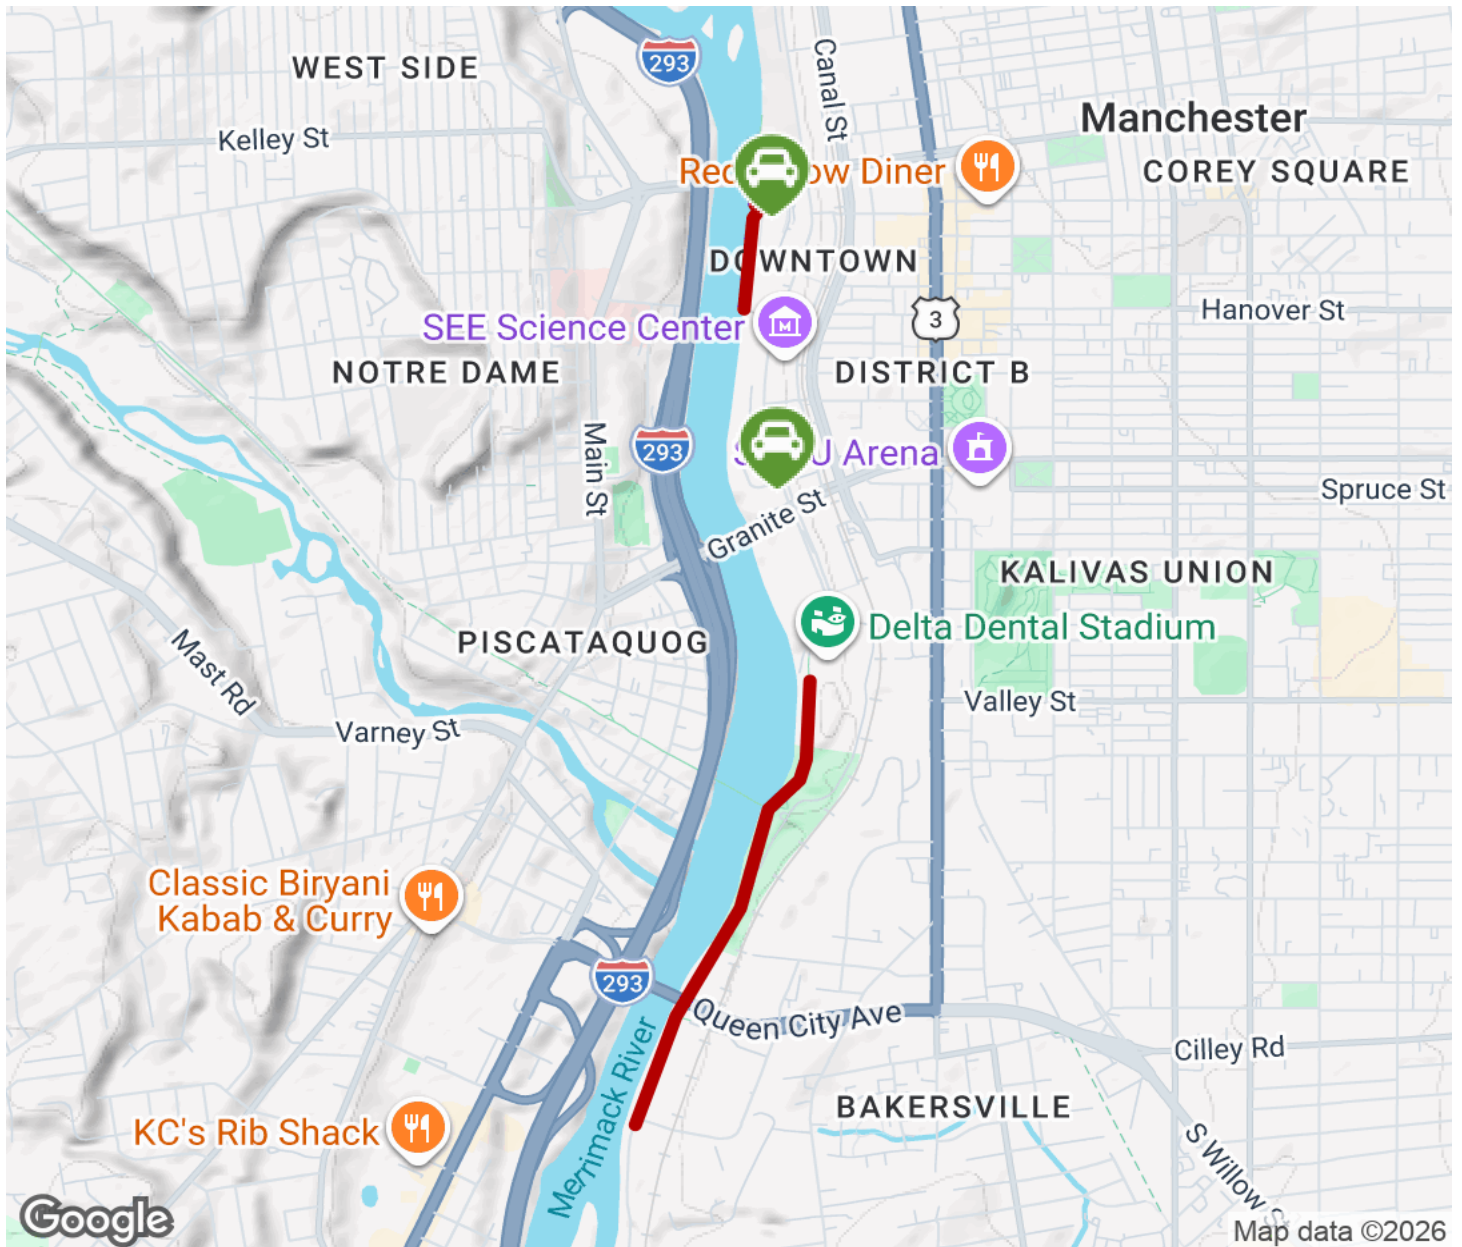 WEST SIDE
293
Canal St
Manchester
Kelley St
Red
ow Diner
COREY SQUARE
DOWNTOWN
SEE Science Center
3
Hanover St
NOTRE DAME
DISTRICT B
Main St
293
U Arena
Spruce St
Granite St
KALIVAS UNION
Delta Dental Stadium
PISCATAQUOG
Mast Rd
Valley St
Varney St
Classic Biryani
Kabab & Curry
293
Queen City Ave
Merrimack River
Cilley Rd
BAKERSVILLE
KC's Rib Shack
S Willow S
Google
Map data ©2026